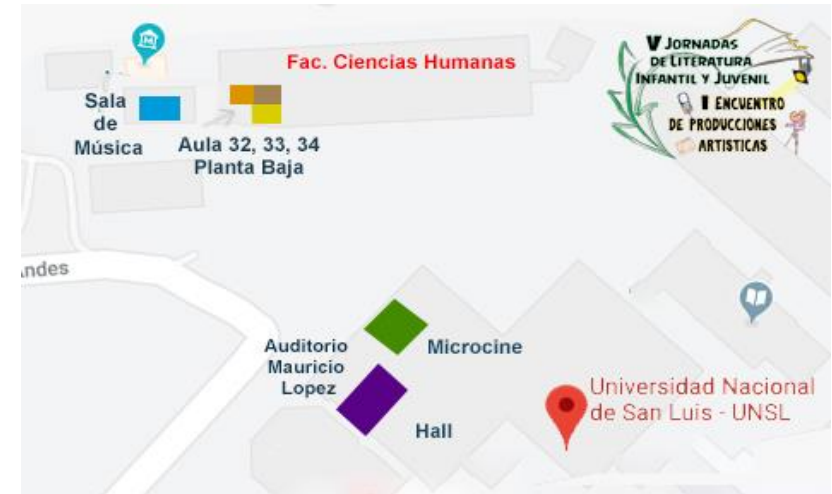 Fac. Ciencias Humanas
V JORNADAS
DE LITERATURA
INFANTIL Y JUVENIL
I ENCUENTRO
DE PRODUCCIONES
ARTISTICAS
Sala
de
Música
Aula 32, 33, 34
Planta Baja
Andes
Auditorio
Mauricio
Lopez
Microcine
Hall
Universidad Nacional
de San Luis - UNSL